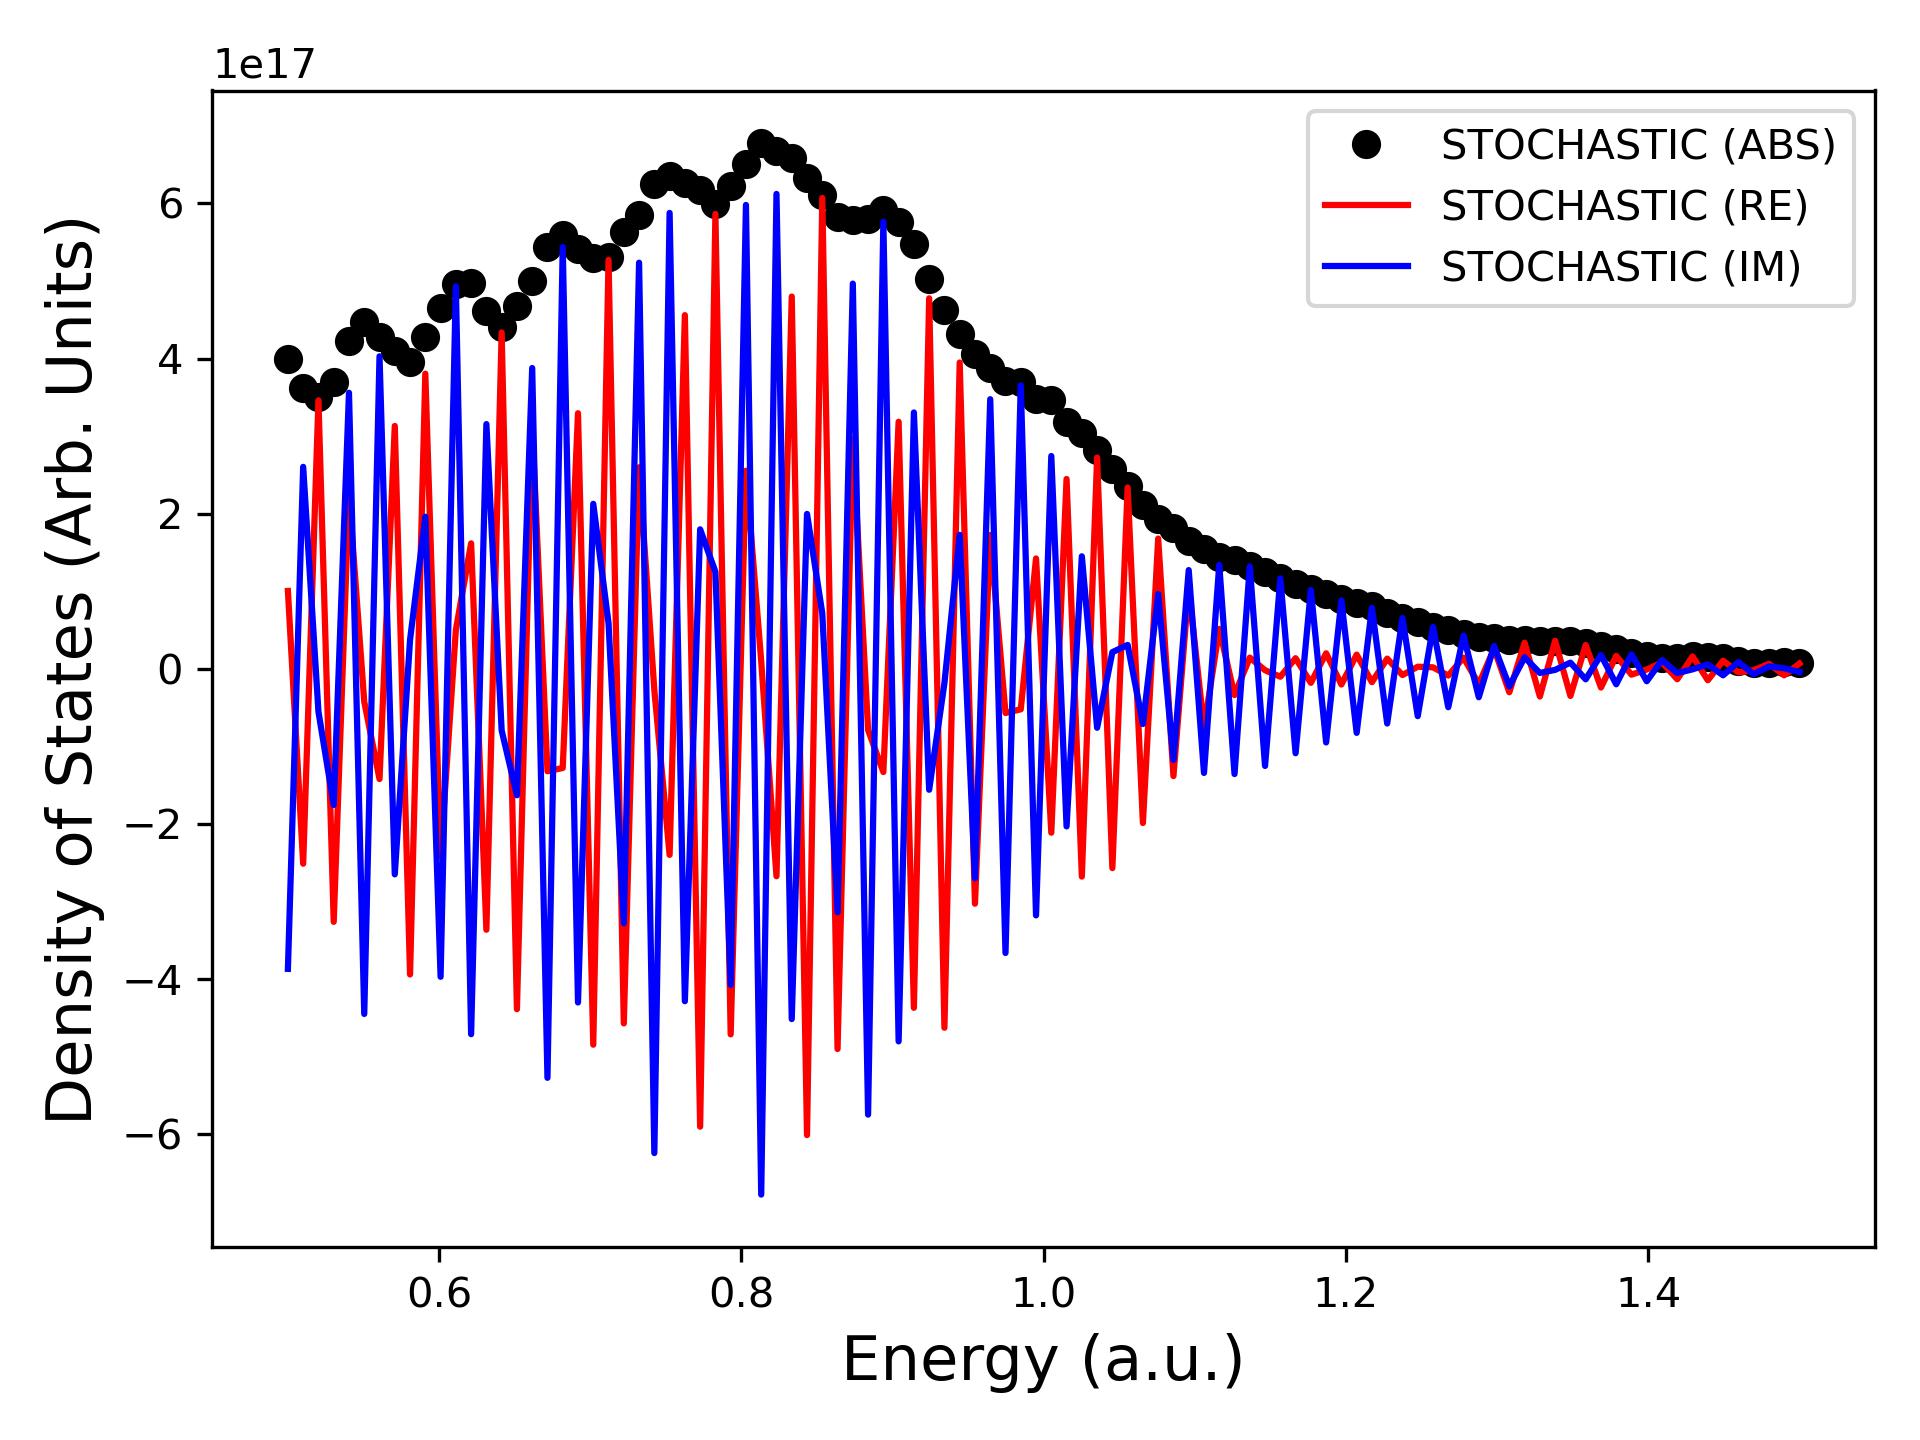 1e17
STOCHASTIC (ABS)
STOCHASTIC (RE)
STOCHASTIC (IM)
Density of States (Arb. Units)
6
4
2
0
−2
−4
−6
0.6 0.8 1.0 1.2 1.4
Energy (a.u.)